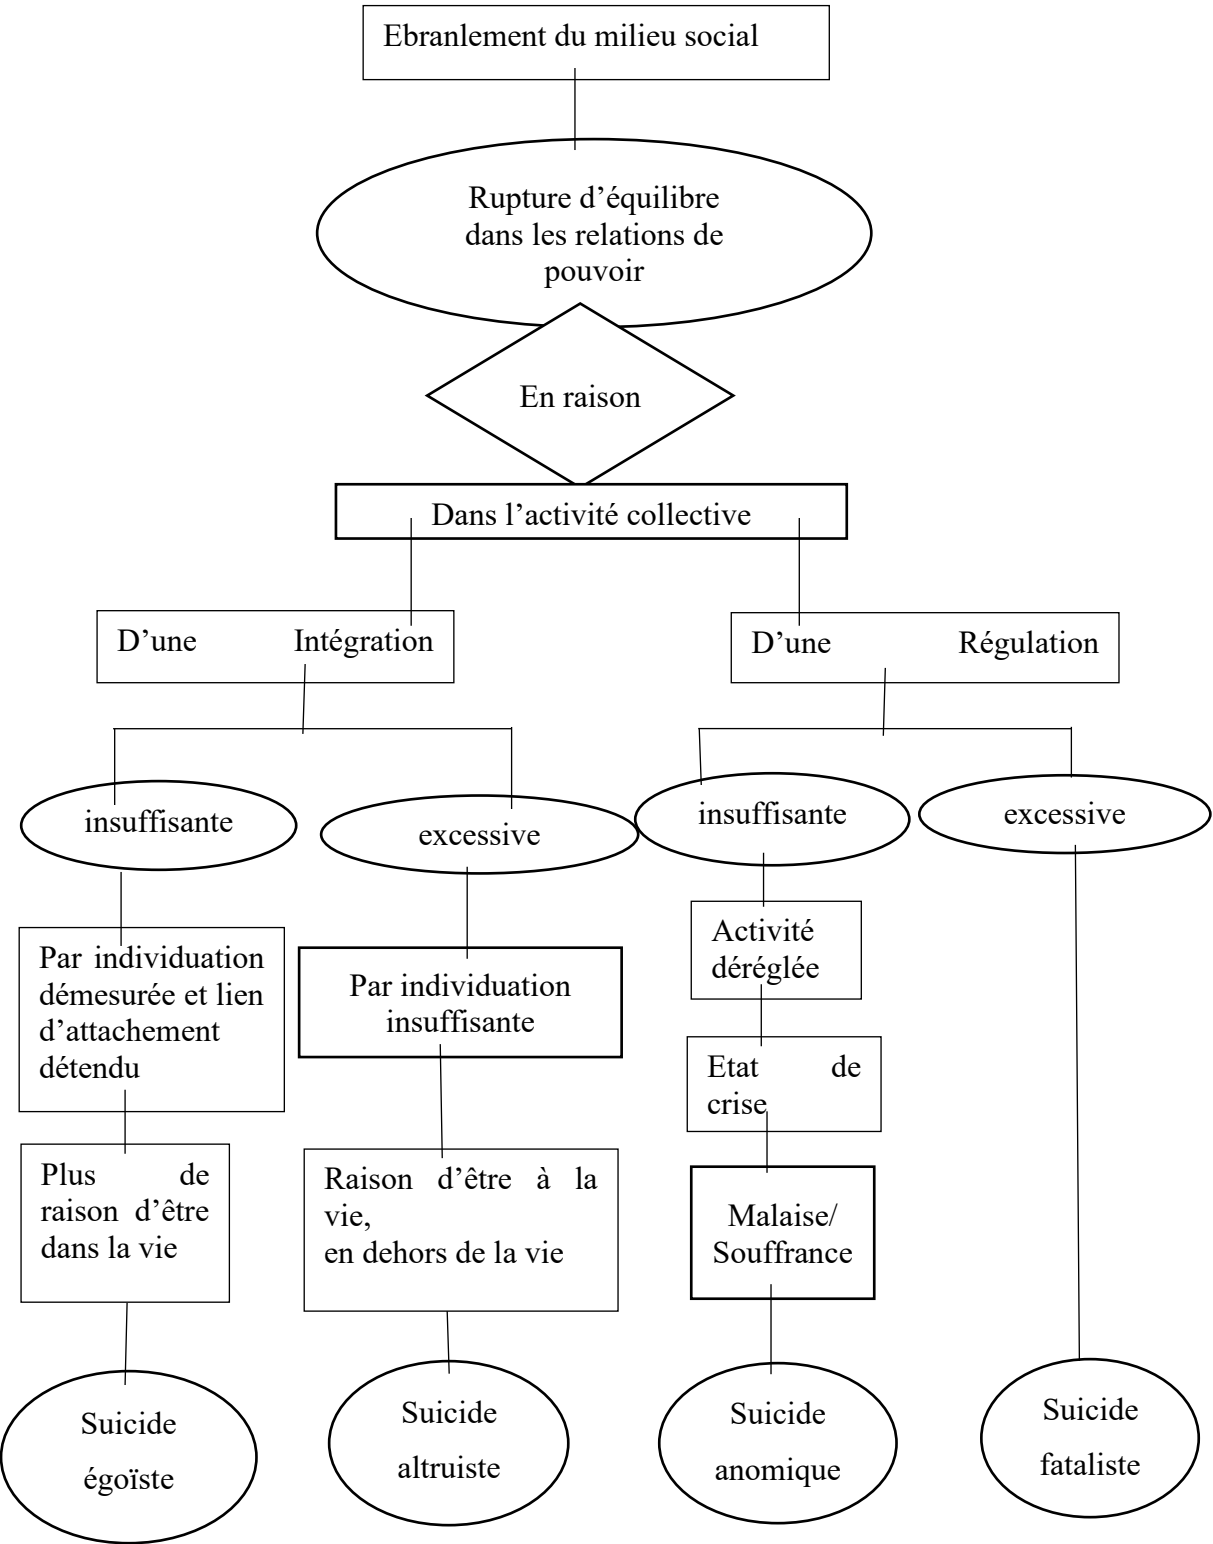 Ebranlement du milieu social
Rupture d’équilibre
dans les relations de
pouvoir
En raison
Dans l’activité collective
D’une Intégration
D’une Régulation
insuffisante
excessive
insuffisante
excessive
Par individuation
démesurée et lien
d’attachement
détendu
Par individuation
insuffisante
Activité
déréglée
Etat de
crise
Plus de
raison d’être
dans la vie
Raison d’être à la
vie,
en dehors de la vie
Malaise/
Souffrance
Suicide
égoïste
Suicide
altruiste
Suicide
anomique
Suicide
fataliste